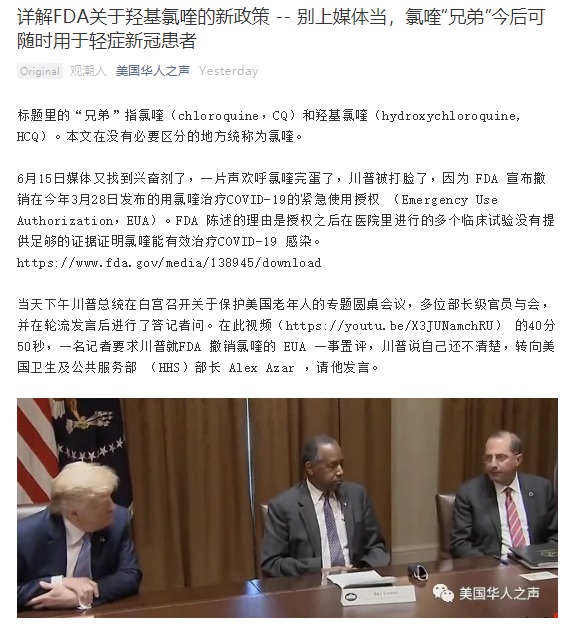 详解FDA关于羟基氯喹的新政策 -- 别上媒体当，氯喹“兄弟”今后可
随时用于轻症新冠患者
Original 观潮人 美国华人之声 Yesterday
标题里的“兄弟”指氯喹（chloroquine，CQ）和羟基氯喹（hydroxychloroquine,
HCQ）。本文在没有必要区分的地方统称为氯喹。
6月15日媒体又找到兴奋剂了，一片声欢呼氯喹完蛋了，川普被打脸了，因为 FDA 宣布撤
销在今年3月28日发布的用氯喹治疗COVID-19的紧急使用授权 （Emergency Use
Authorization，EUA）。FDA 陈述的理由是授权之后在医院里进行的多个临床试验没有提
供足够的证据证明氯喹能有效治疗COVID-19 感染。
https://www.fda.gov/media/138945/download
当天下午川普总统在白宫召开关于保护美国老年人的专题圆桌会议，多位部长级官员与会，
并在轮流发言后进行了答记者问。在此视频（https://youtu.be/X3JUNamchRU） 的40分
50秒，一名记者要求川普就FDA 撤销氯喹的 EUA 一事置评，川普说自己还不清楚，转向美
国卫生及公共服务部 （HHS）部长 Alex Azar ，请他发言。
美国华人之声